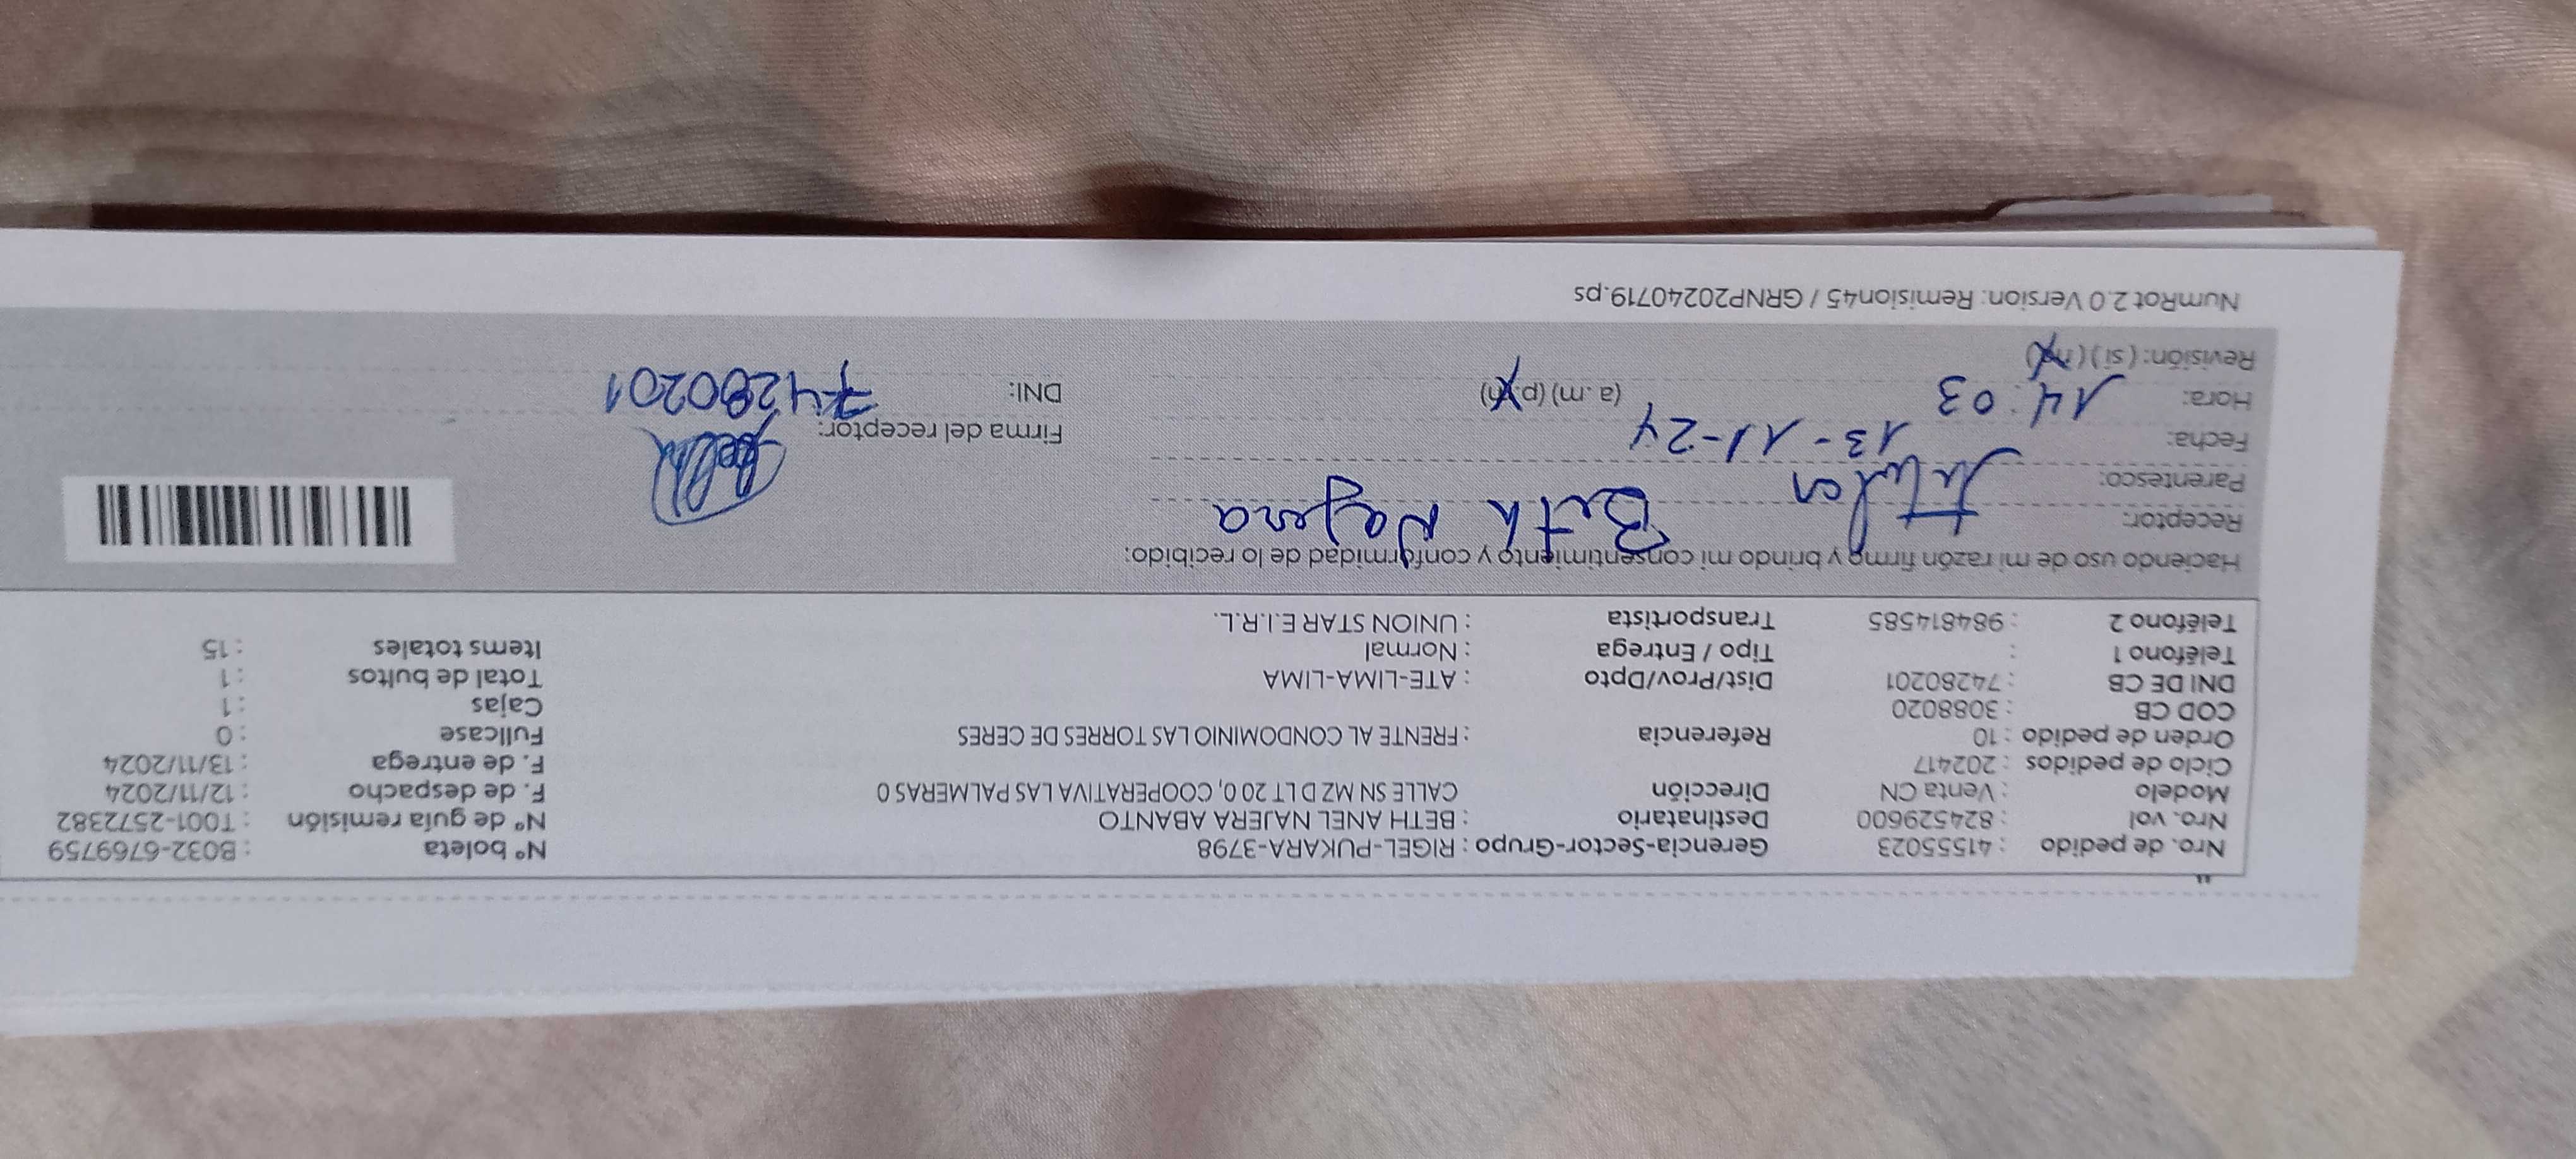 Nro. de pedido : 41555023 Gerencia-Sector-Grupo : RIGEL-PUKARA-3798 N° boleta : B032-6769759
Nro. vol : 824529600 Destinatario : BETH ANEL NAJERA ABANTO N° de guía remisión : T001-2572382
Modelo : Venta CN Dirección CALLE SN MZ D LT 20 0, COOPERATIVA LAS PALMERAS 0 F. de despacho : 12/11/2024
Ciclo de pedidos : 202417 F. de entrega : 13/11/2024
Orden de pedido : 10 Referencia : FRENTE AL CONDOMINIO LAS TORRES DE CERES Fullcase : 0
COD CB : 3088020 Cajas : 1
DNI DE CB : 74280201 Dist/Prov/Dpto : ATE-LIMA-LIMA Total de bultos : 1
Teléfono 1 : Tipo / Entrega : Normal Items totales : 15
Teléfono 2 : 984814585 Transportista : UNION STAR E.I.R.L.
Haciendo uso de mi razón firmo y brindo mi consentimiento y conformidad de lo recibido:
Receptor: Beth Najera
Parentesco: Titular
Fecha: 13-11-24 Firma del receptor:
Hora: 14:03 (a.m) (p.m) DNI: 74280201
Revisión: (si) (no)
NumRot 2.0 Version: Remision45 / GRNP20240719.ps